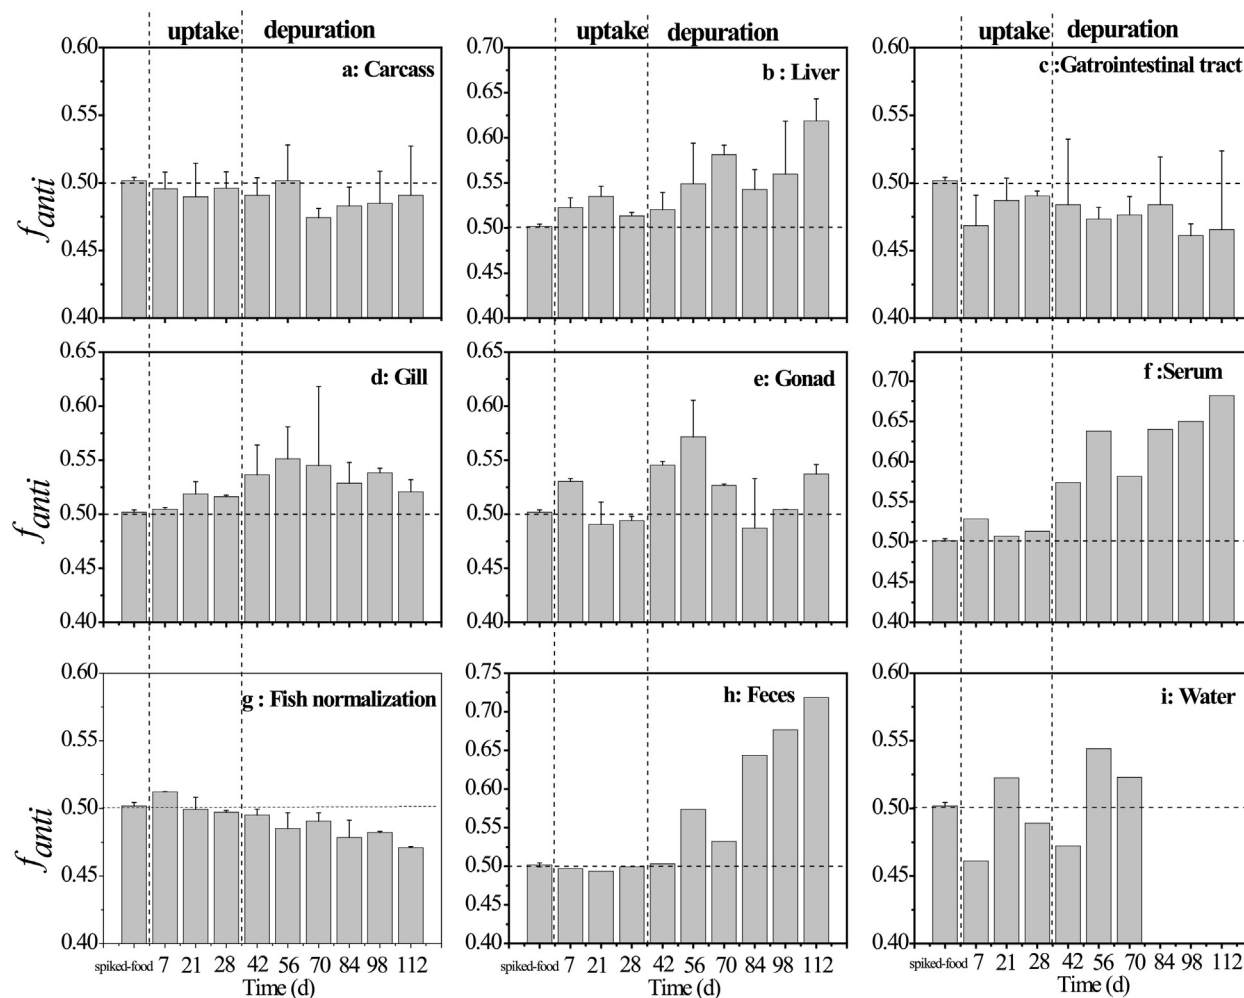 uptake depuration uptake depuration uptake depuration
0.60 0.70 0.60
a: Carcass b : Liver c :Gatrointestinal tract
0.65
0.55 0.60 0.55
0.50 0.55 0.50
0.50
0.45 0.45 0.45
0.40 0.40 0.40
fanti
0.65 0.65
d: Gill e: Gonad f :Serum
0.70
0.60 0.60 0.65
0.55 0.55 0.60
0.55
0.50 0.50 0.50
0.45 0.45 0.45
0.40 0.40 0.40
fanti
0.60 0.75 0.60
g : Fish normalization h: Feces i: Water
0.70
0.55 0.65 0.55
0.60
0.50 0.55 0.50
0.50
0.45 0.45 0.45
0.40 0.40 0.40
fanti
spiked-food 7 21 28 42 56 70 84 98 112 spiked-food 7 21 28 42 56 70 84 98 112 spiked-food 7 21 28 42 56 70 84 98 112
Time (d) Time (d) Time (d)